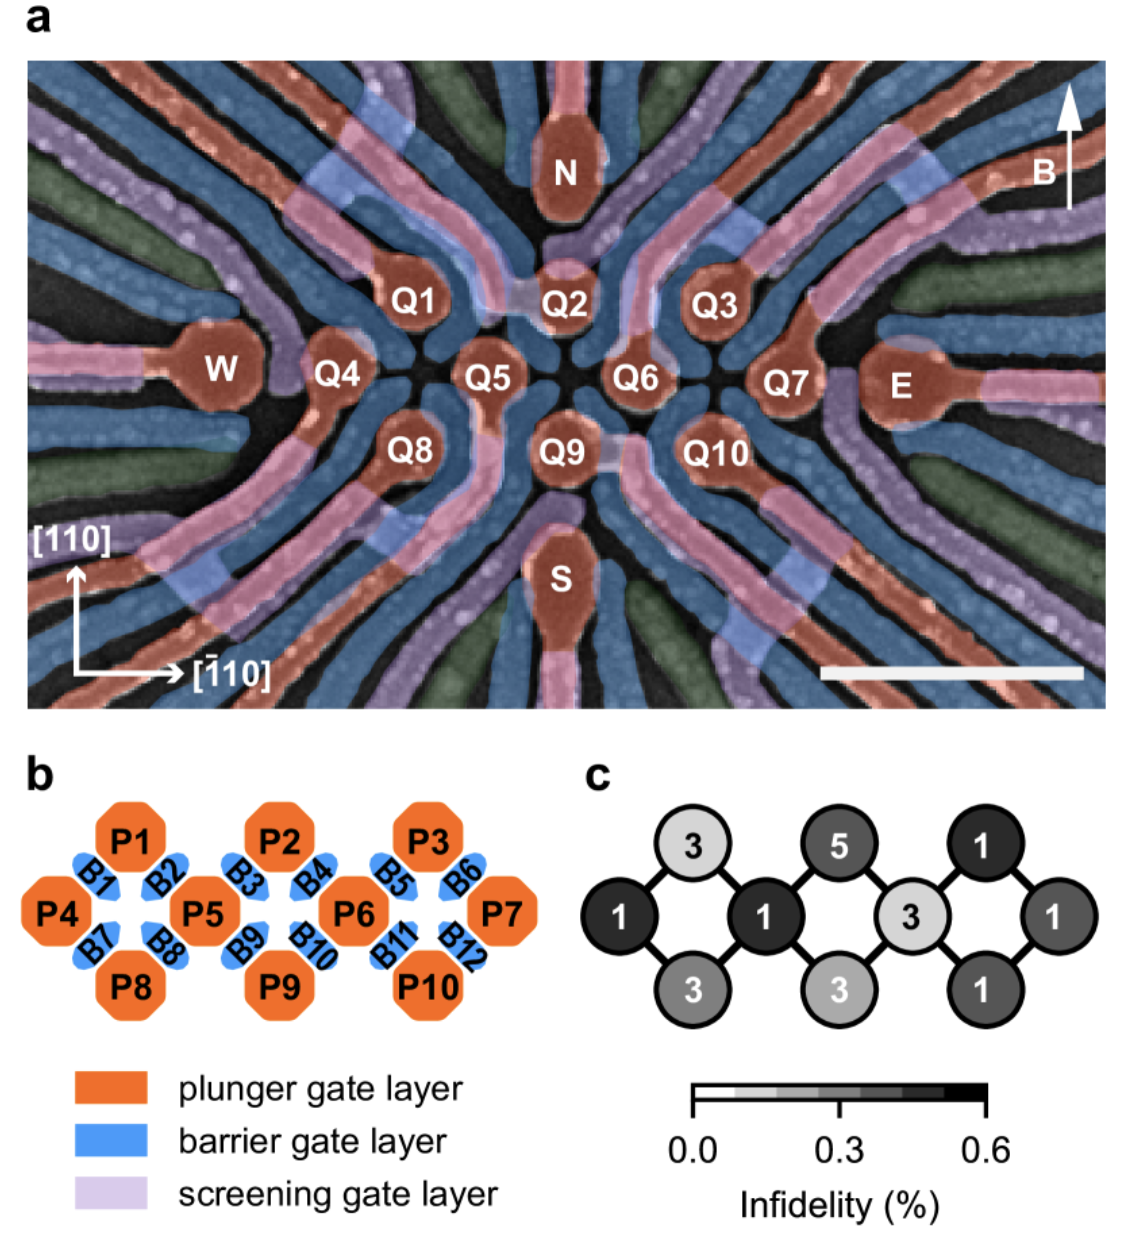 a
N
B
Q1 Q2 Q3
W Q4 Q5 Q6 Q7 E
Q8 Q9 Q10
[110]
S
[1̄10]
b
P1 P2 P3
B1 B2 B3 B4 B5 B6
P4 P5 P6 P7
B7 B8 B9 B10 B11 B12
P8 P9 P10
plunger gate layer
barrier gate layer
screening gate layer
c
3 5 1
1 1 3 1
3 3 1
0.0 0.3 0.6
Infidelity (%)